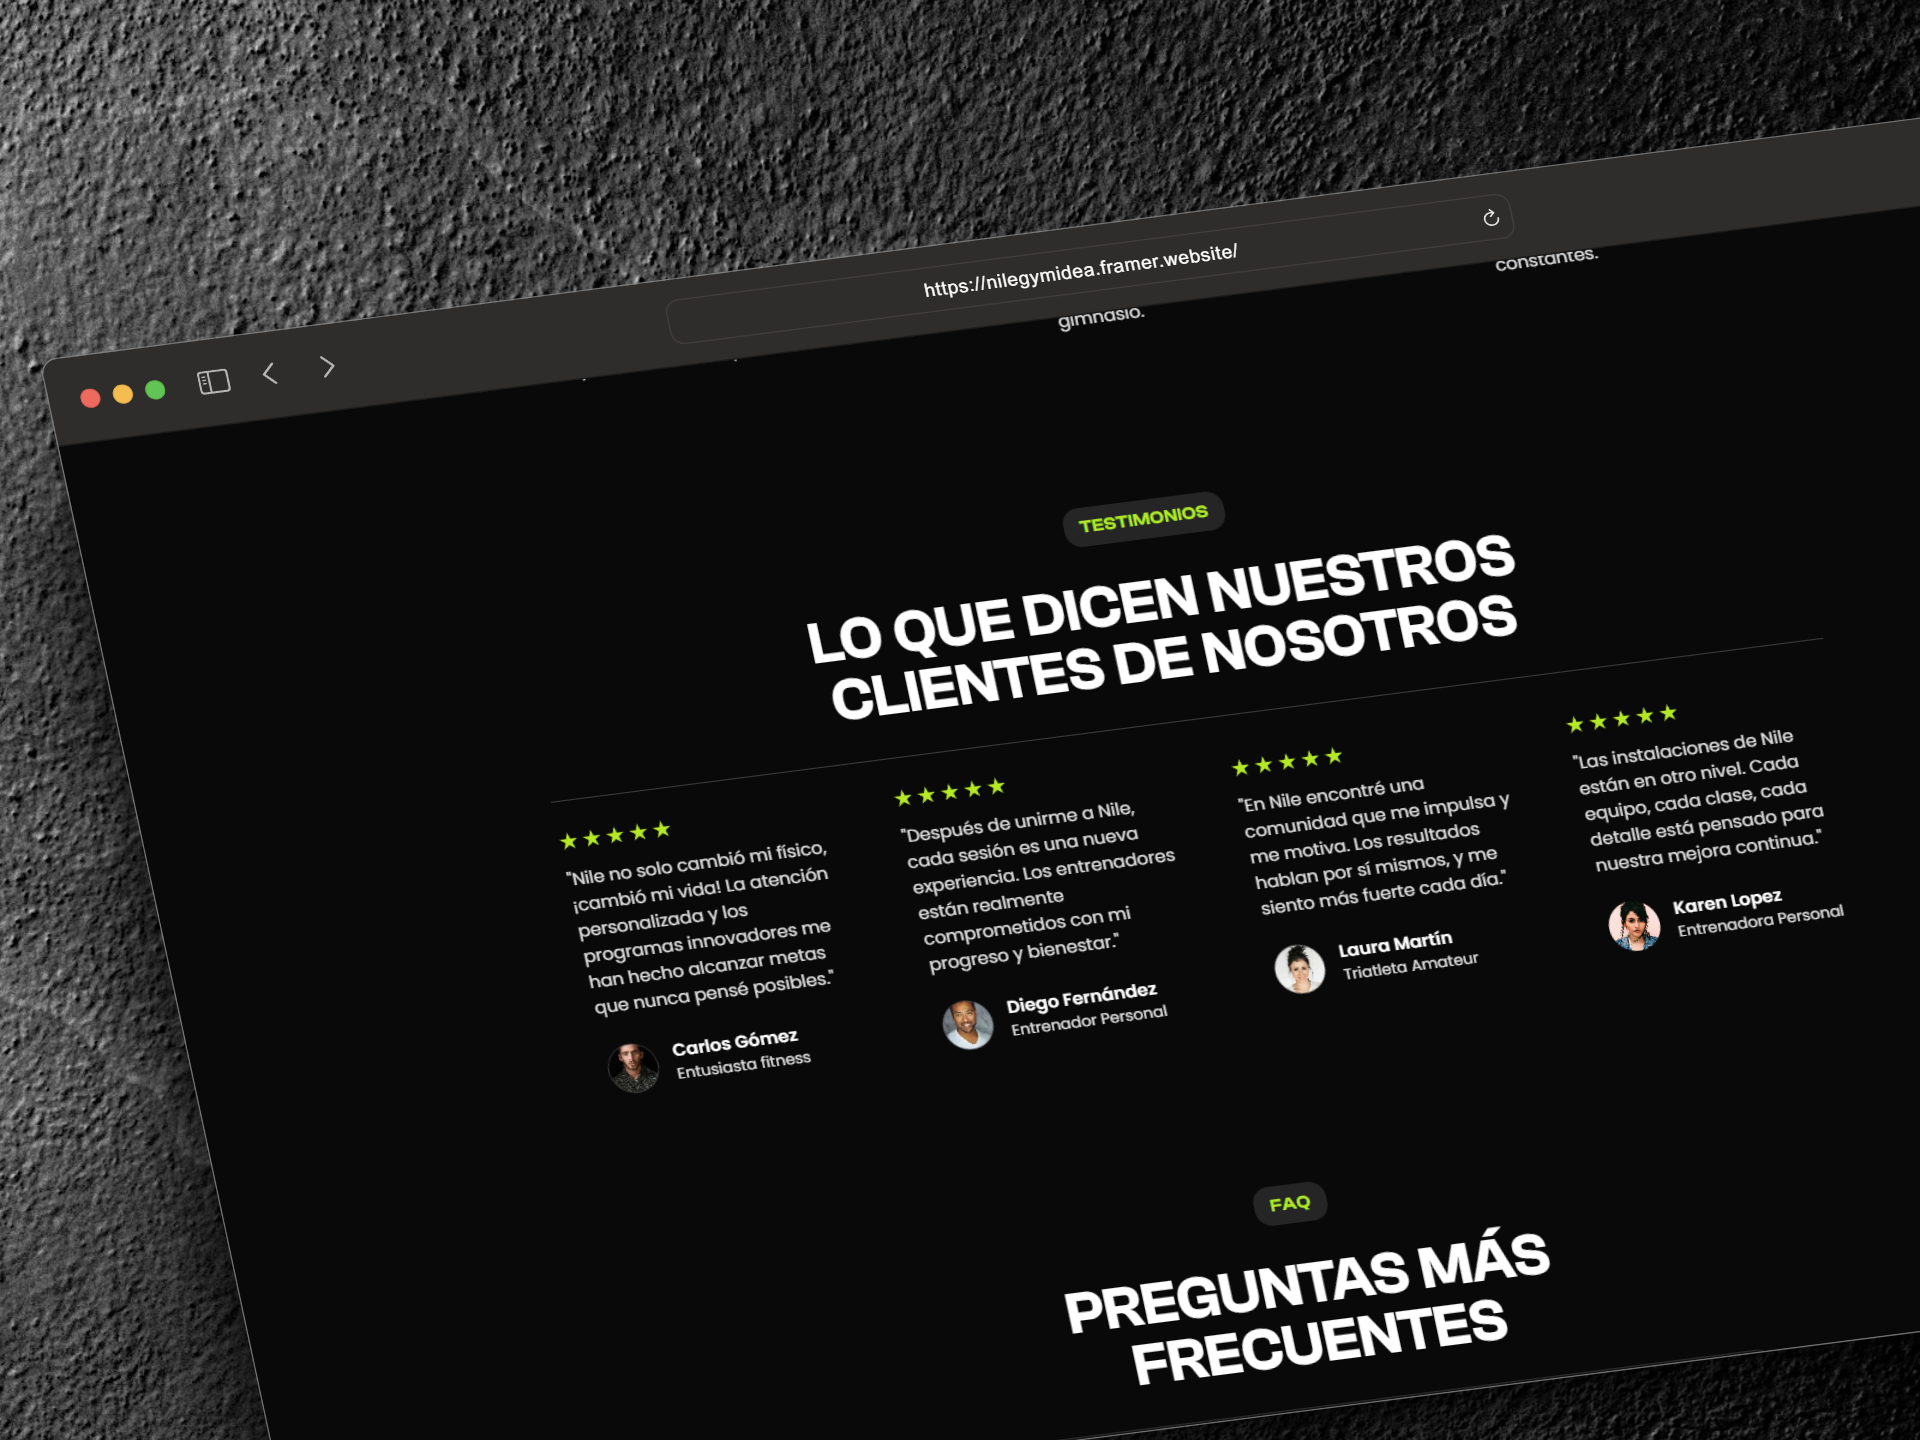 https://nilegymidea.framer.website/
constantes.
gimnasio.
TESTIMONIOS
LO QUE DICEN NUESTROS
CLIENTES DE NOSOTROS
"Nile no solo cambió mi físico,
¡cambió mi vida! La atención
personalizada y los
programas innovadores me
han hecho alcanzar metas
que nunca pensé posibles."
Carlos Gómez
Entusiasta fitness
"Después de unirme a Nile,
cada sesión es una nueva
experiencia. Los entrenadores
están realmente
comprometidos con mi
progreso y bienestar."
Diego Fernández
Entrenador Personal
"En Nile encontré una
comunidad que me impulsa y
me motiva. Los resultados
hablan por sí mismos, y me
siento más fuerte cada día."
Laura Martín
Triatleta Amateur
"Las instalaciones de Nile
están en otro nivel. Cada
equipo, cada clase, cada
detalle está pensado para
nuestra mejora continua."
Karen Lopez
Entrenadora Personal
FAQ
PREGUNTAS MÁS
FRECUENTES